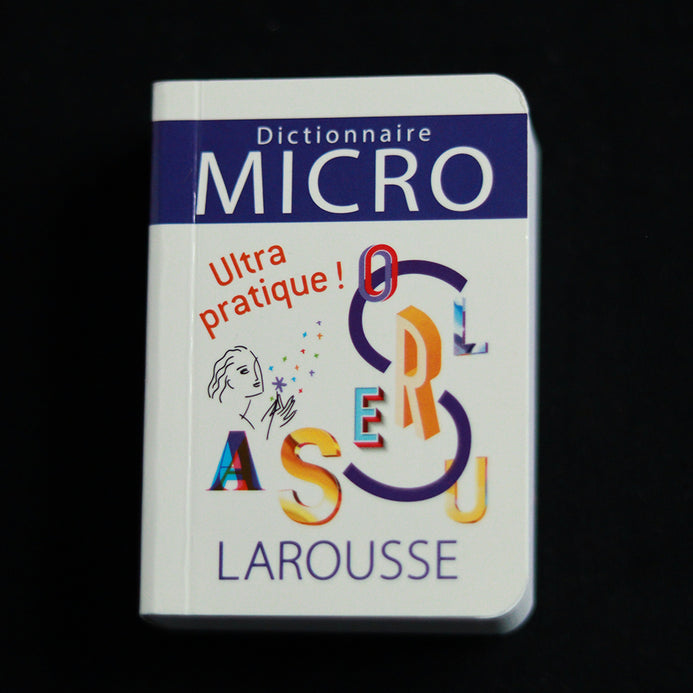 Dictionnaire
MICRO
Ultra
pratique !
O
L
R
E
A
S
U
S
LAROUSSE